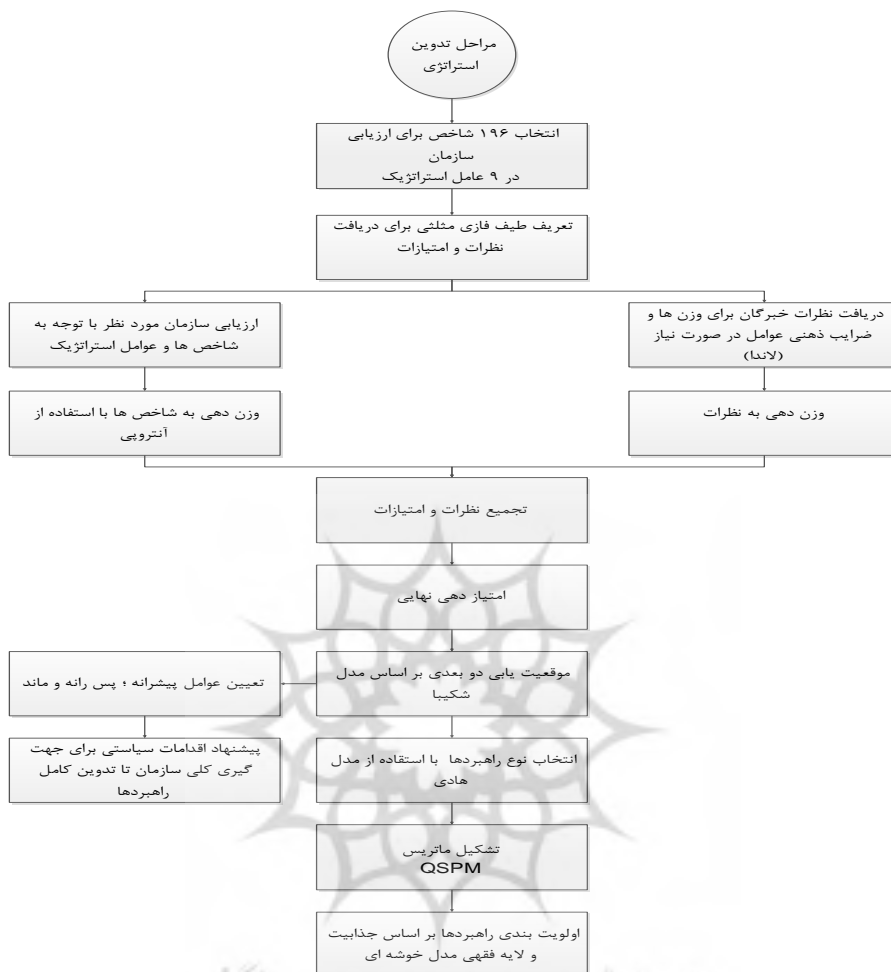 مراحل تدوین
استراتژی
انتخاب ۱۹۶ شاخص برای ارزیابی
سازمان
در ۹ عامل استراتژیک
تعریف طیف فازی مثلثی برای دریافت
نظرات و امتیازات
دریافت نظرات خبرگان برای وزن ها و
ضرایب ذهنی عوامل در صورت نیاز
(لاندا)
ارزیابی سازمان مورد نظر با توجه به
شاخص ها و عوامل استراتژیک
وزن دهی به نظرات
وزن دهی به شاخص ها با استفاده از
آنتروپی
تجمیع نظرات و امتیازات
امتیاز دهی نهایی
موقعیت یابی دو بعدی بر اساس مدل
شکیبا
تعیین عوامل پیشرانه ؛ پس رانه و ماند
انتخاب نوع راهبردها با استقاده از مدل
هادی
پیشنهاد اقدامات سیاستی برای جهت
گیری کلی سازمان تا تدوین کامل
راهبردها
تشکیل ماتریس
QSPM
اولویت بندی راهبردها بر اساس جذابیت
و لایه فقهی مدل خوشه ای